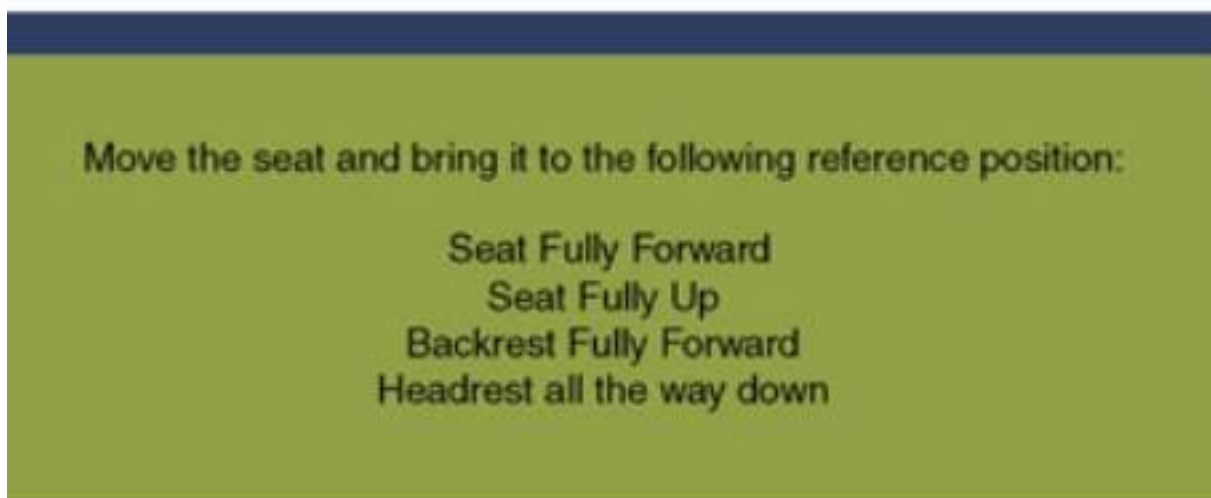 Move the seat and bring it to the following reference position:
Seat Fully Forward
Seat Fully Up
Backrest Fully Forward
Headrest all the way down